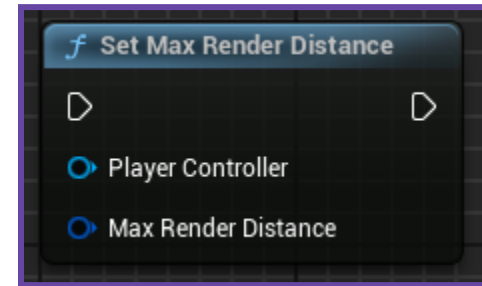 f Set Max Render Distance
Player Controller
Max Render Distance